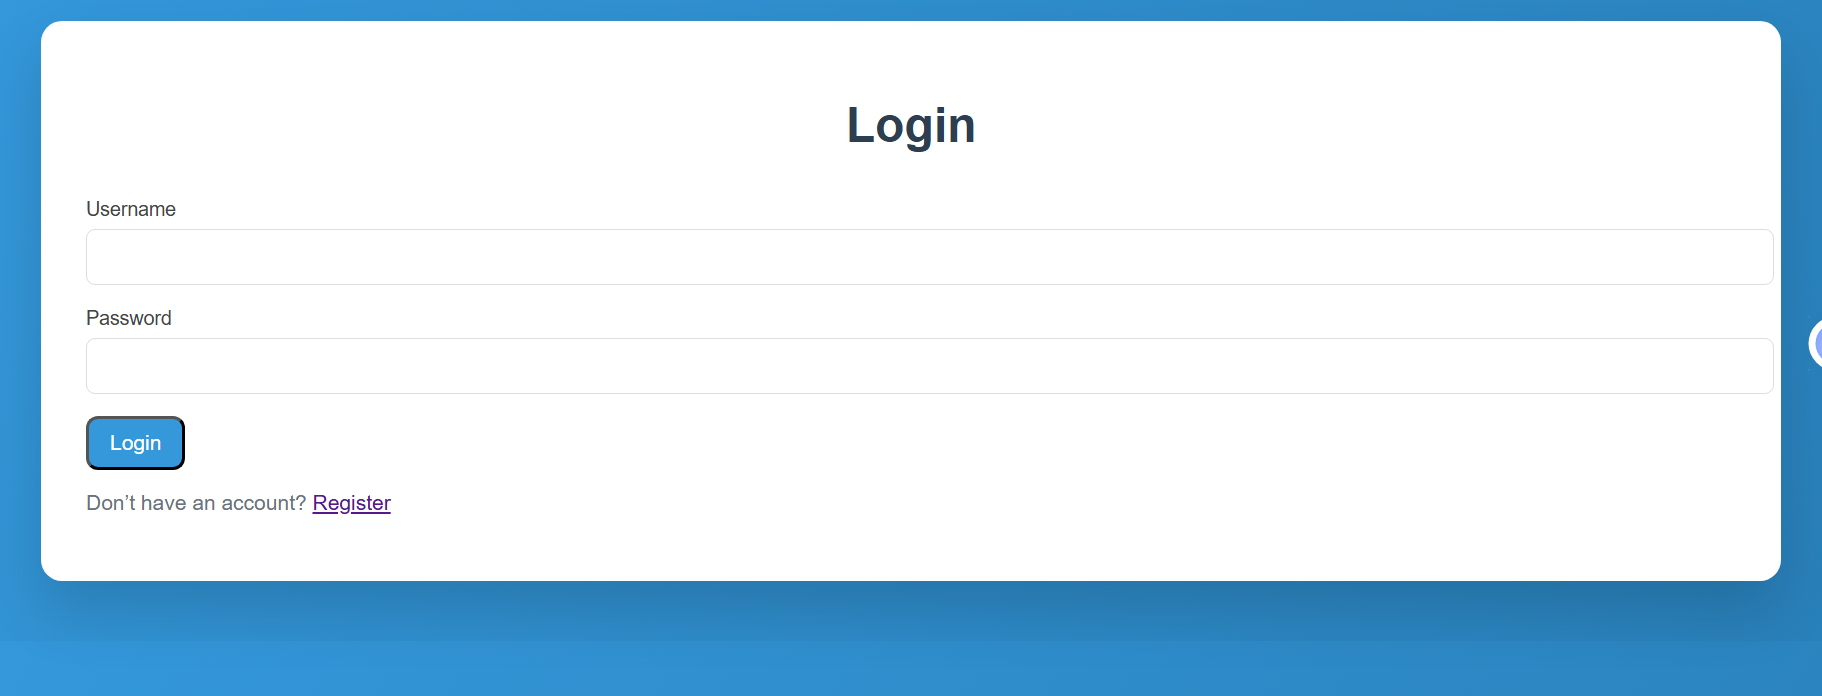 Login
Username
Password
Login
Don’t have an account? Register